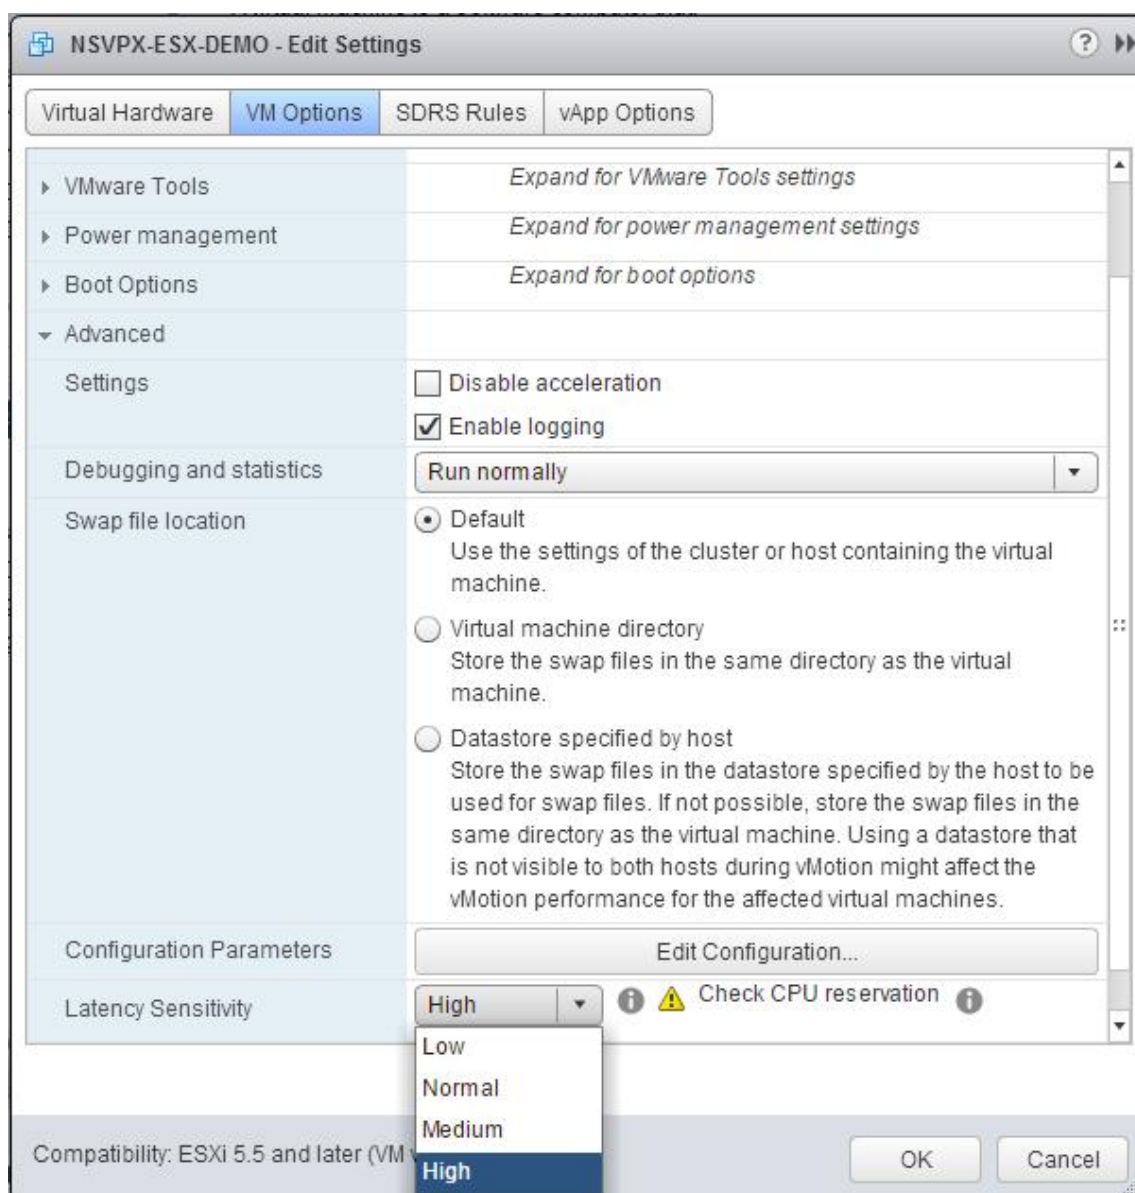 NSVPX-ESX-DEMO - Edit Settings
Virtual Hardware
VM Options
SDRS Rules
vApp Options
VMware Tools
Expand for VMware Tools settings
Power management
Expand for power management settings
Boot Options
Expand for boot options
Advanced
Settings
Disable acceleration
Enable logging
Debugging and statistics
Run normally
Swap file location
Default
Use the settings of the cluster or host containing the virtual
machine.
Virtual machine directory
Store the swap files in the same directory as the virtual
machine.
Datastore specified by host
Store the swap files in the datastore specified by the host to be
used for swap files. If not possible, store the swap files in the
same directory as the virtual machine. Using a datastore that
is not visible to both hosts during vMotion might affect the
vMotion performance for the affected virtual machines.
Configuration Parameters
Edit Configuration...
Latency Sensitivity
High
Check CPU reservation
Low
Normal
Medium
High
Compatibility: ESXi 5.5 and later (VM
OK
Cancel